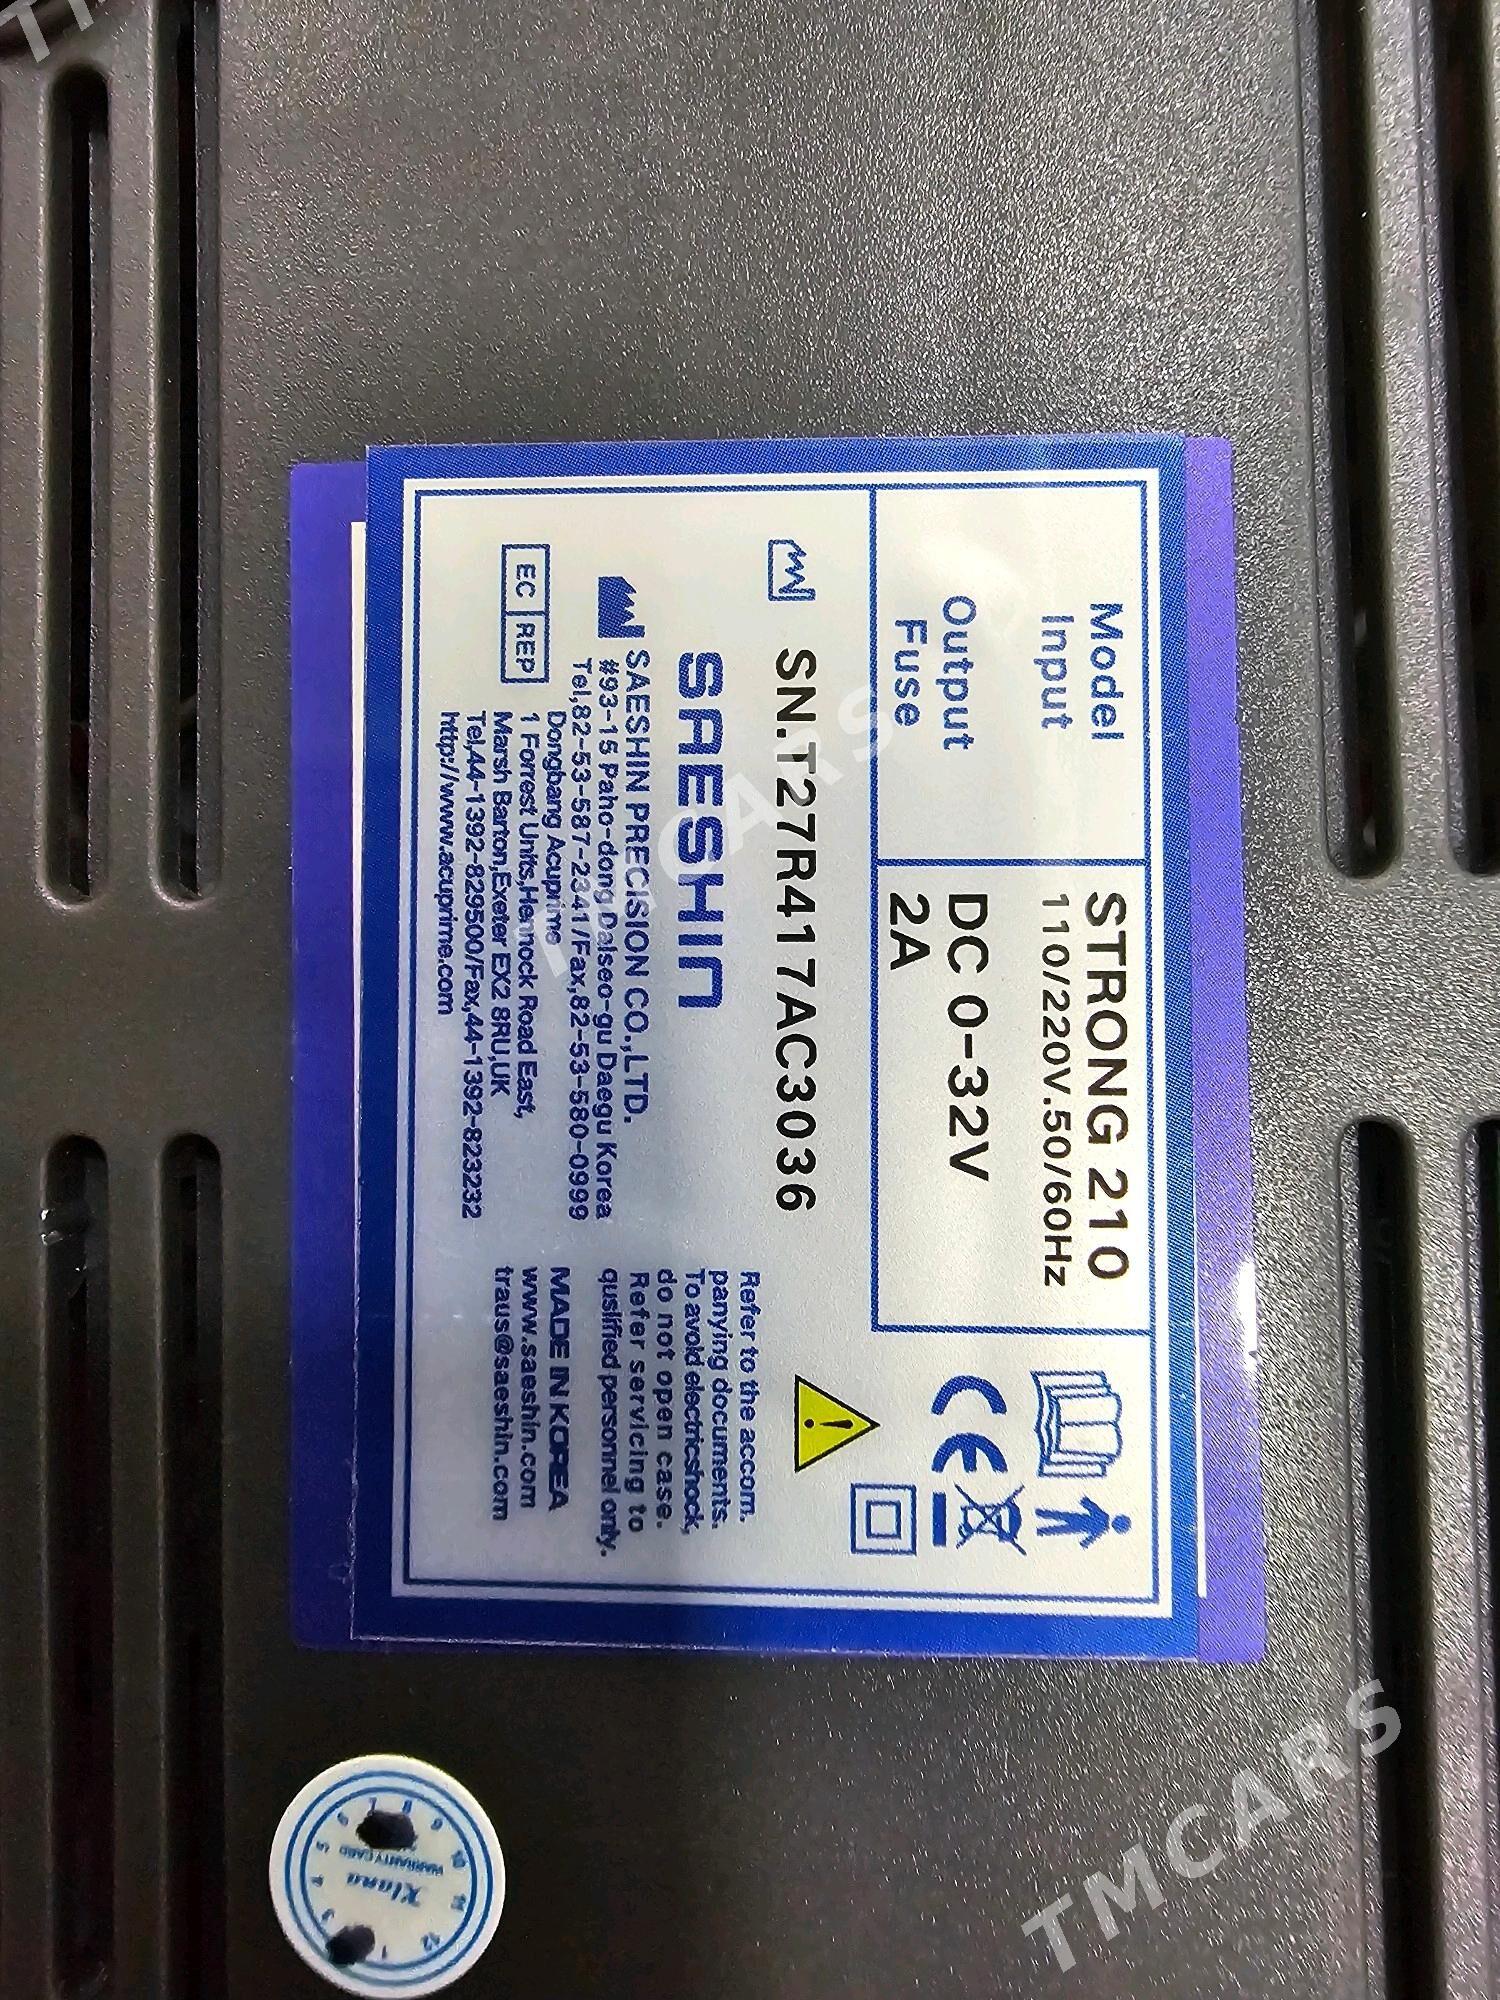 Model STRONG 210
Input 110/220V.50/60Hz
Output DC 0-32V
Fuse 2A
SN.T27R417AC3036
SAESHIN
SAESHIN PRECISION CO.,LTD.
#93-15 Paho-dong Dalseo-gu Daegu Korea
Tel,82-53-587-2341/Fax,82-53-580-0999
EC REP
Dongbang Acuprime
1 Forrest Units,Hennock Road East,
Marsh Barton,Exeter EX2 8RU,UK
Tel,44-1392-829500/Fax,44-1392-823232
http://www.acuprime.com
Refer to the accom.
panying documents.
To avoid electricshock,
do not open case.
Refer servicing to
quslified personnel only.
MADE IN KOREA
www.saeshin.com
traus@saeshin.com
CE
Xiana
WARRANTY CARD
TMCARS
TMCARS